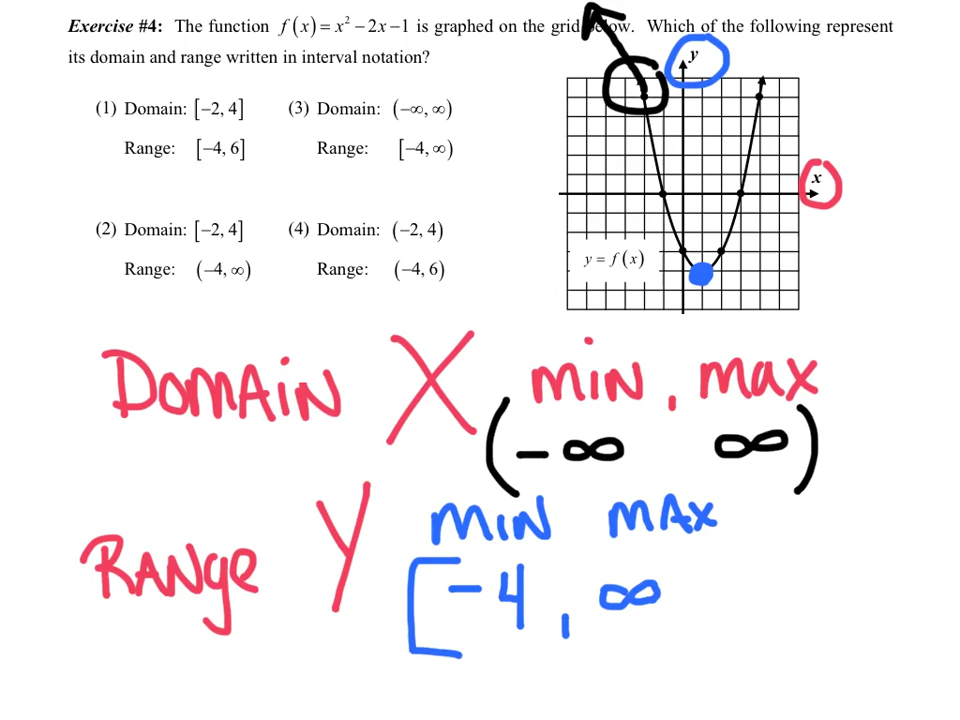 Exercise #4: The function f(x) = x² − 2x − 1 is graphed on the grid below. Which of the following represent
its domain and range written in interval notation?
(1) Domain: [−2, 4] (3) Domain: (−∞, ∞)
Range: [−4, 6] Range: [−4, ∞)
(2) Domain: [−2, 4] (4) Domain: (−2, 4)
Range: (−4, ∞) Range: (−4, 6)
y
x
y = f(x)
DOMAIN X MIN, MAX
(−∞ ∞)
RANGE Y MIN MAX
[−4, ∞